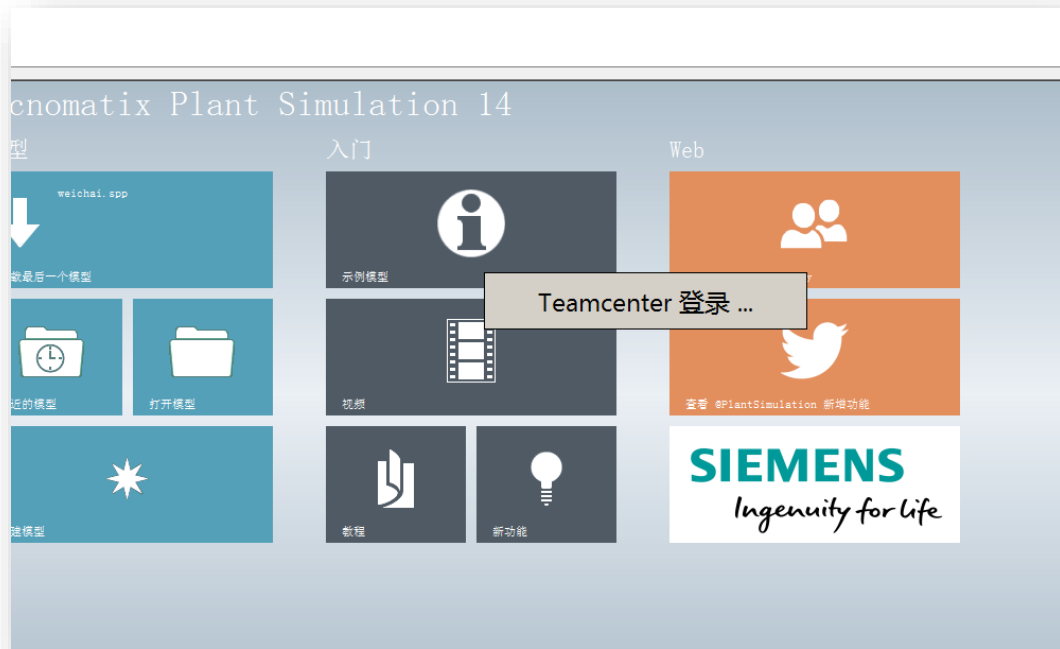 cnomatix Plant Simulation 14
型
入门
Web
weichai.spp
载最后一个模型
示例模型
Teamcenter 登录 ...
近的模型
打开模型
视频
查看 @PlantSimulation 新增功能
SIEMENS
Ingenuity for life
建模型
教程
新功能